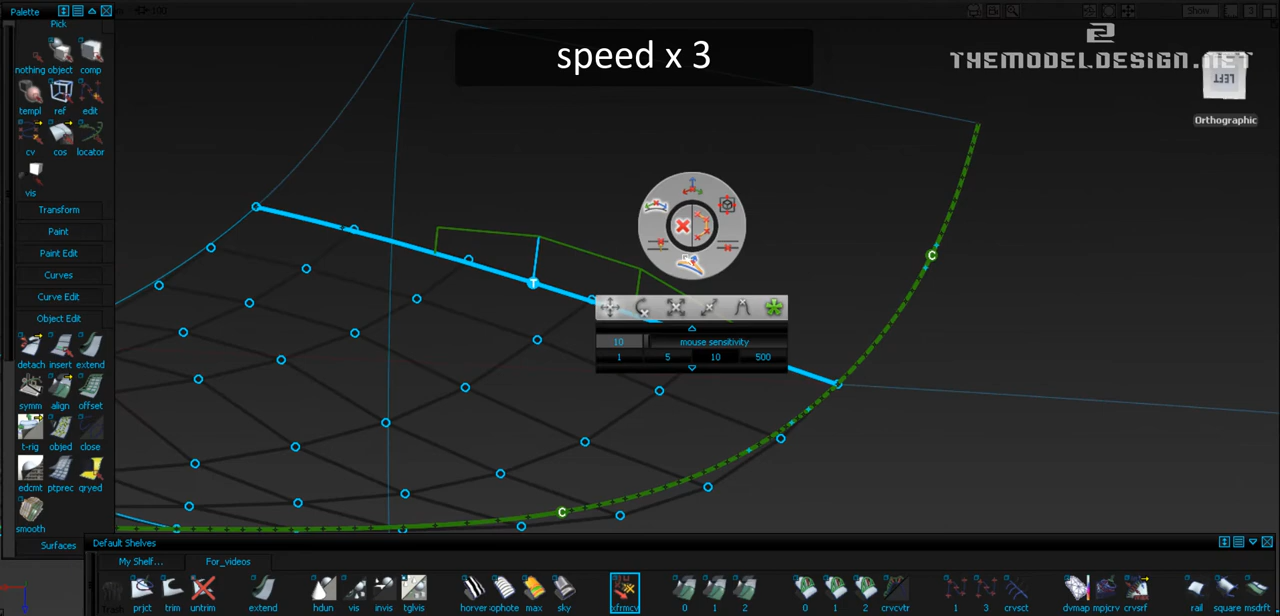 Palette
Pick
nothing object comp
templ ref edit
cv cos locator
vis
Transform
Paint
Paint Edit
Curves
Curve Edit
Object Edit
detach insert extend
symm align offset
t-rig objed close
edcmt ptprec qryed
smooth
Surfaces
speed x 3
Show
THEMODELDESIGN.NET
LEFT
Orthographic
C
T
10 mouse sensitivity
1 5 10 500
C
Default Shelves
My Shelf... For_videos
trash prjct trim untrim extend hdun vis invis tglvis horver ophote max sky xfrmcv 0 1 2 0 1 2 crvcvtr 1 3 crvsct dvmap mpjcrv crvsrf rail square msdrft